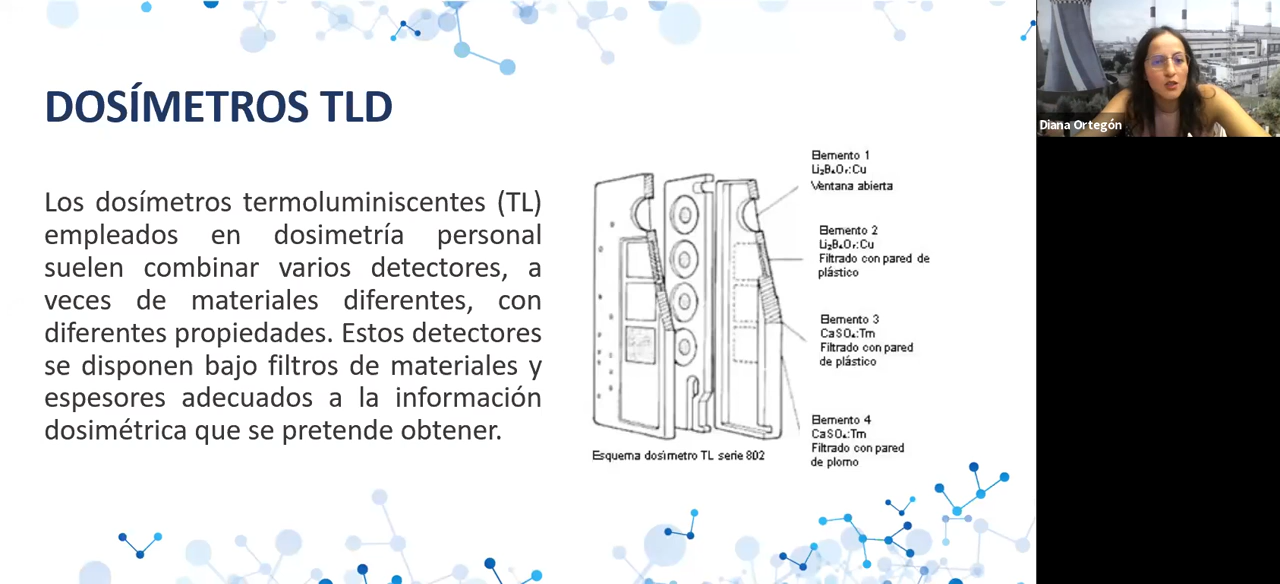 DOSÍMETROS TLD
Los dosímetros termoluminiscentes (TL)
empleados en dosimetría personal
suelen combinar varios detectores, a
veces de materiales diferentes, con
diferentes propiedades. Estos detectores
se disponen bajo filtros de materiales y
espesores adecuados a la información
dosimétrica que se pretende obtener.
Elemento 1
Li₂B₄O₇:Cu
Ventana abierta
Elemento 2
Li₂B₄O₇:Cu
Filtrado con pared de
plástico
Elemento 3
CaSO₄:Tm
Filtrado con pared
de plástico
Elemento 4
CaSO₄:Tm
Filtrado con pared
de plomo
Esquema dosímetro TL serie 802
Diana Ortegón